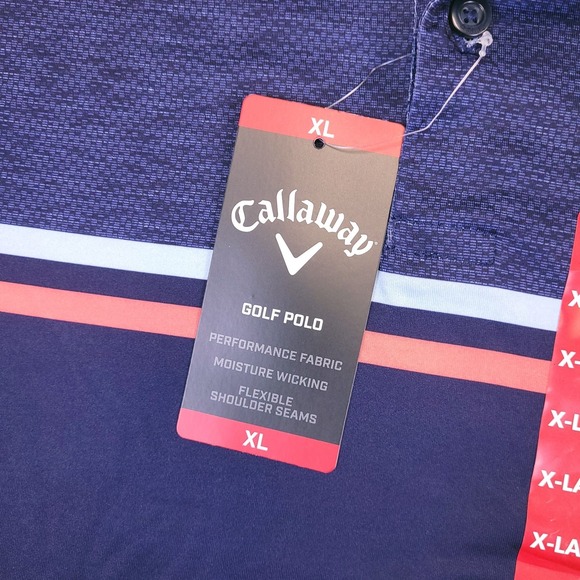 XL
Callaway
GOLF POLO
PERFORMANCE FABRIC
MOISTURE WICKING
FLEXIBLE
SHOULDER SEAMS
XL
X
X-
X-L
X-LA
X-LA